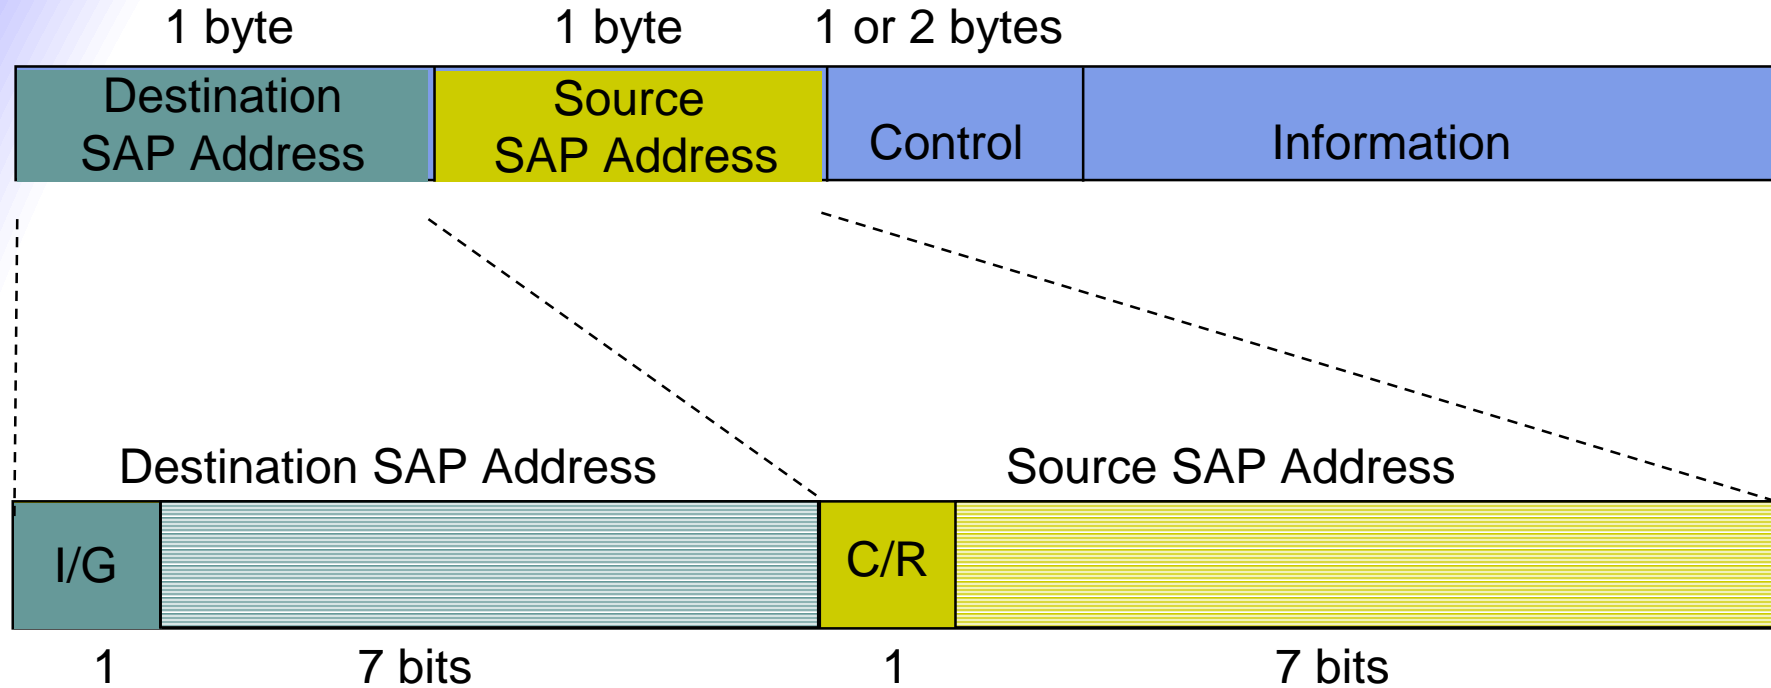 1 byte 1 byte 1 or 2 bytes
Destination
SAP Address
Source
SAP Address
Control
Information
Destination SAP Address
Source SAP Address
I/G
C/R
1
7 bits
1
7 bits